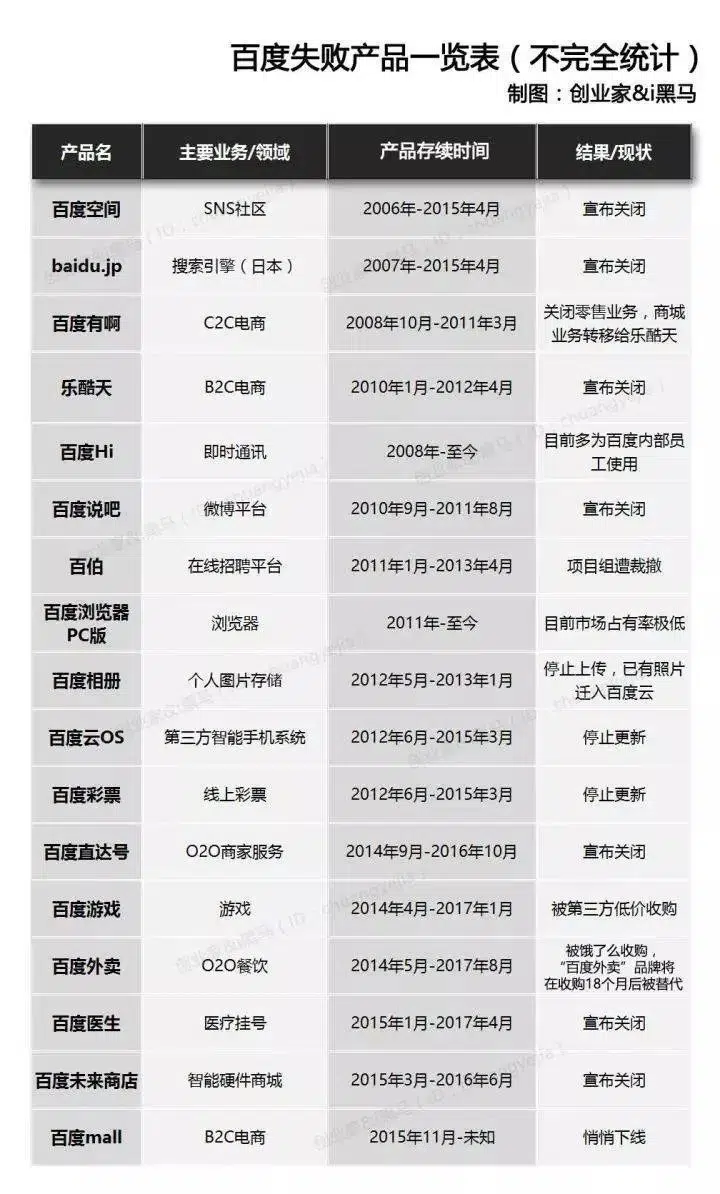 百度失败产品一览表（不完全统计）
制图：创业家&i黑马
产品名 主要业务/领域 产品存续时间 结果/现状
百度空间 SNS社区 2006年-2015年4月 宣布关闭
baidu.jp 搜索引擎（日本） 2007年-2015年4月 宣布关闭
百度有啊 C2C电商 2008年10月-2011年3月 关闭零售业务，商城
业务转移给乐酷天
乐酷天 B2C电商 2010年1月-2012年4月 宣布关闭
百度Hi 即时通讯 2008年-至今 目前多为百度内部员
工使用
百度说吧 微博平台 2010年9月-2011年8月 宣布关闭
百伯 在线招聘平台 2011年1月-2013年4月 项目组遭裁撤
百度浏览器
PC版 浏览器 2011年-至今 目前市场占有率极低
百度相册 个人图片存储 2012年5月-2013年1月 停止上传，已有照片
迁入百度云
百度云OS 第三方智能手机系统 2012年6月-2015年3月 停止更新
百度彩票 线上彩票 2012年6月-2015年3月 停止更新
百度直达号 O2O商家服务 2014年9月-2016年10月 宣布关闭
百度游戏 游戏 2014年4月-2017年1月 被第三方低价收购
百度外卖 O2O餐饮 2014年5月-2017年8月 被饿了么收购，
“百度外卖”品牌将
在收购18个月后被替代
百度医生 医疗挂号 2015年1月-2017年4月 宣布关闭
百度未来商店 智能硬件商城 2015年3月-2016年6月 宣布关闭
百度mall B2C电商 2015年11月-未知 悄悄下线